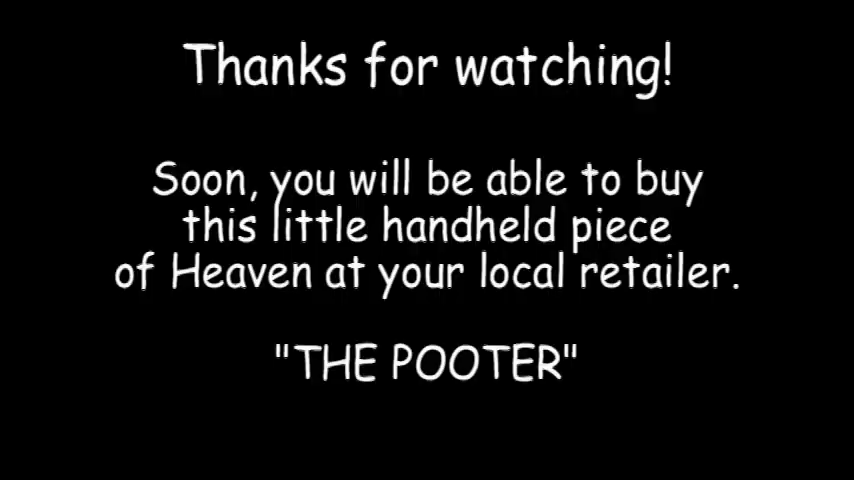 Thanks for watching!
Soon, you will be able to buy
this little handheld piece
of Heaven at your local retailer.
"THE POOTER"